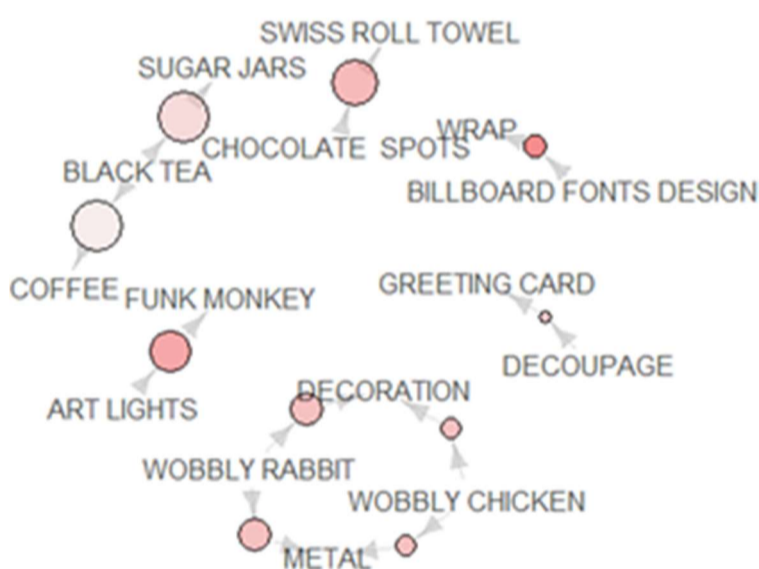 SWISS ROLL TOWEL
SUGAR JARS
WRAP
CHOCOLATE SPOTS
BLACK TEA
BILLBOARD FONTS DESIGN
COFFEE
FUNK MONKEY
GREETING CARD
DECOUPAGE
DECORATION
ART LIGHTS
WOBBLY RABBIT
WOBBLY CHICKEN
METAL